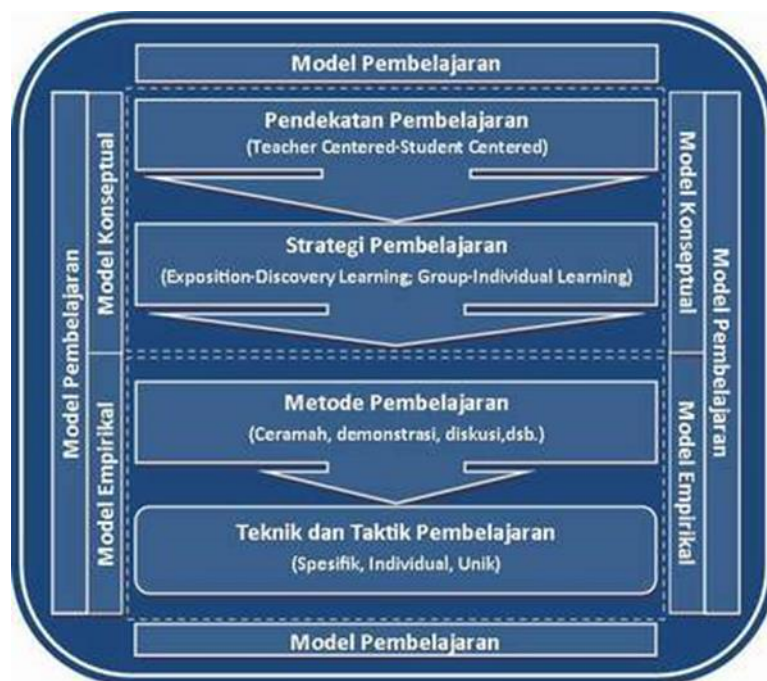 Model Pembelajaran
Model Pembelajaran
Model Konseptual
Model Empirikal
Pendekatan Pembelajaran
(Teacher Centered-Student Centered)
Strategi Pembelajaran
(Exposition-Discovery Learning; Group-Individual Learning)
Metode Pembelajaran
(Ceramah, demonstrasi, diskusi,dsb.)
Teknik dan Taktik Pembelajaran
(Spesifik, Individual, Unik)
Model Konseptual
Model Empirikal
Model Pembelajaran
Model Pembelajaran